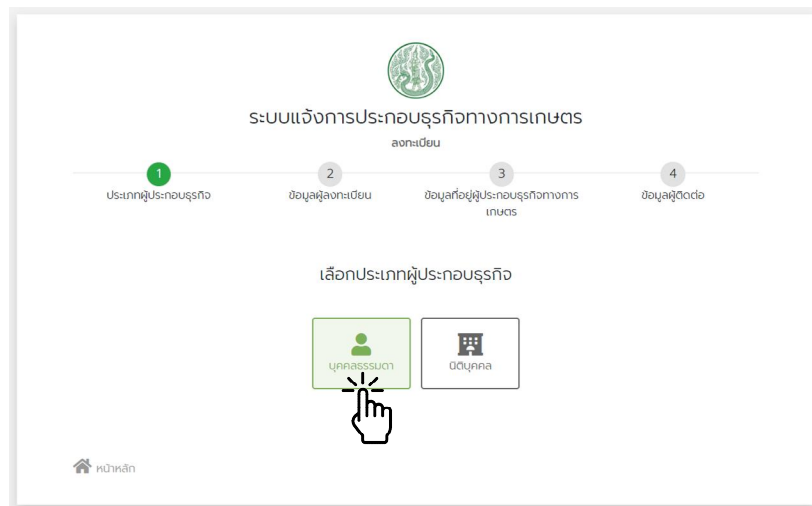 ระบบแจ้งการประกอบธุรกิจทางการเกษตร
ลงทะเบียน
1
2
3
4
ประเภทผู้ประกอบธุรกิจ
ข้อมูลผู้ลงทะเบียน
ข้อมูลที่อยู่ผู้ประกอบธุรกิจทางการ
เกษตร
ข้อมูลผู้ติดต่อ
เลือกประเภทผู้ประกอบธุรกิจ
บุคคลธรรมดา
นิติบุคคล
หน้าหลัก